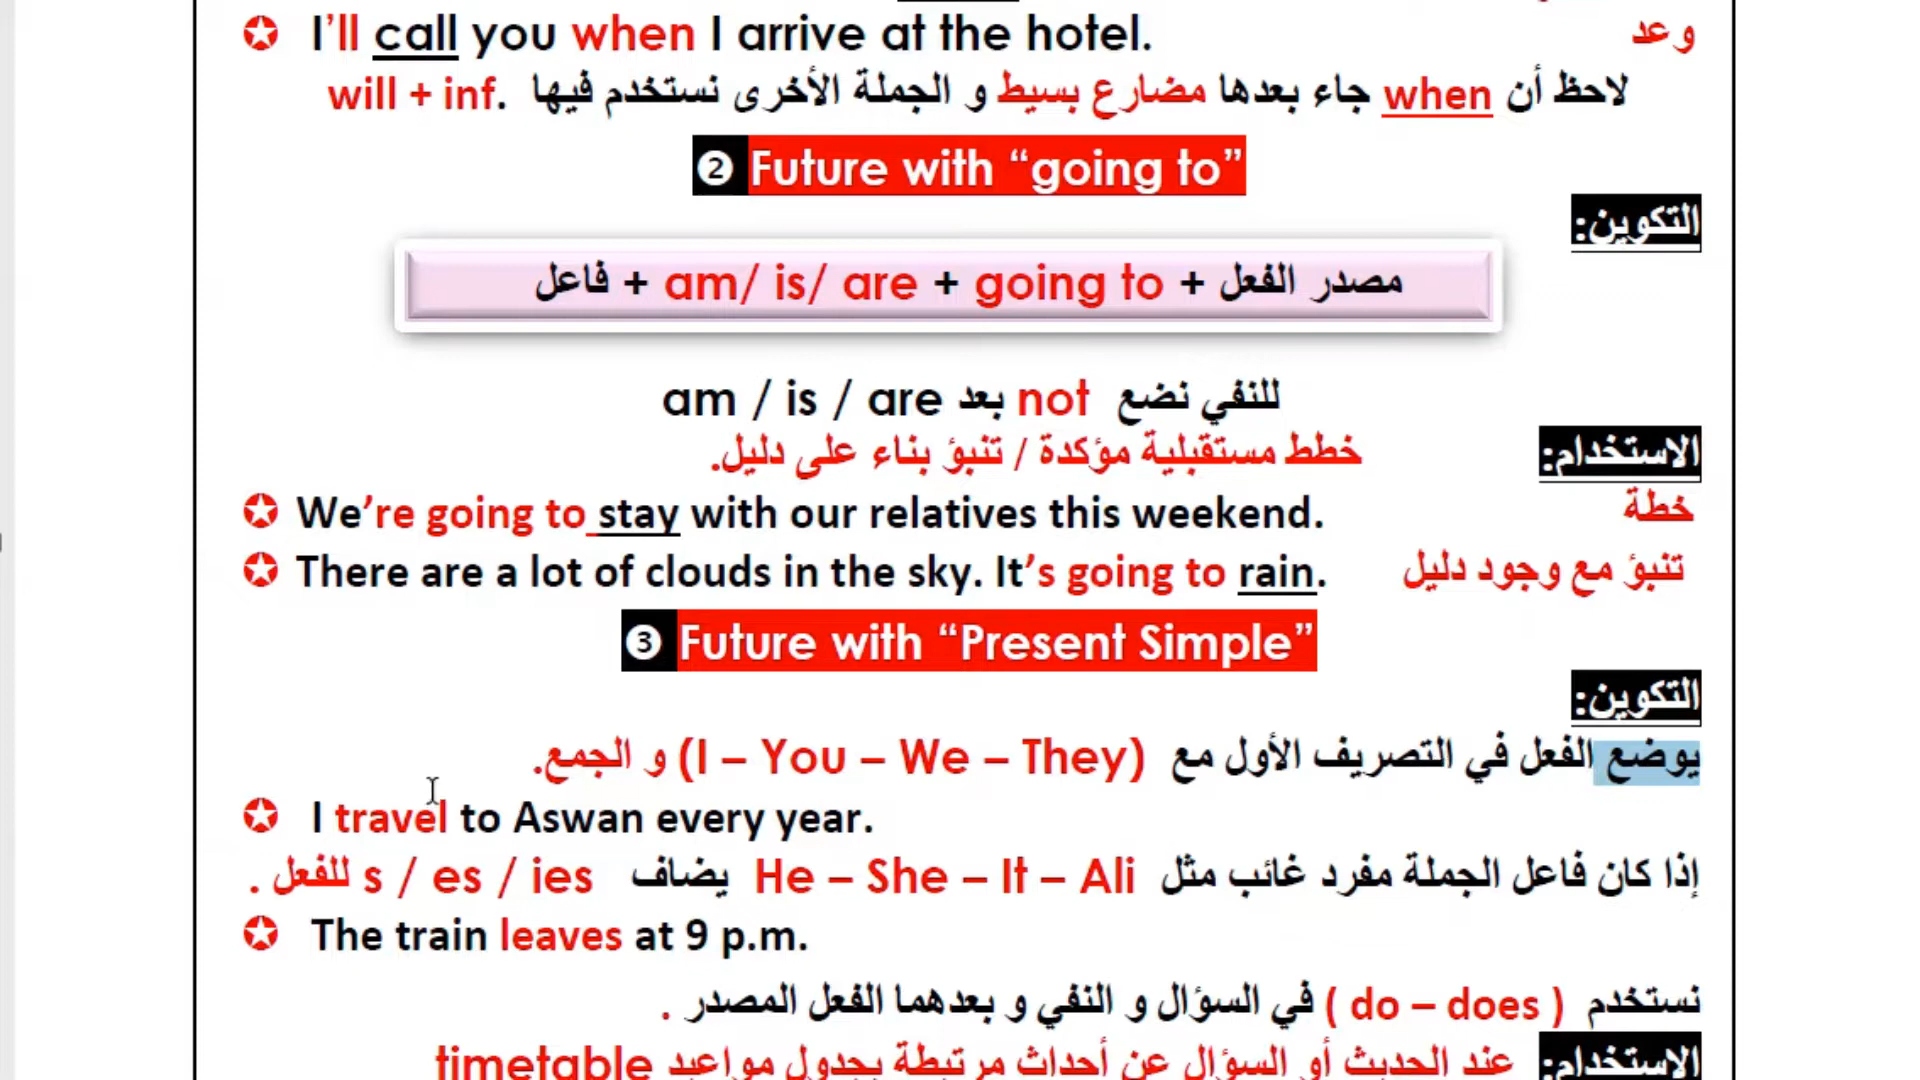 I'll call you when I arrive at the hotel. وعد
لاحظ أن when جاء بعدها مضارع بسيط و الجملة الأخرى نستخدم فيها will + inf.
❷ Future with “going to”
التكوين:
فاعل + am/ is/ are + going to + مصدر الفعل
للنفي نضع not بعد am / is / are
الاستخدام: خطط مستقبلية مؤكدة / تنبؤ بناء على دليل.
We're going to stay with our relatives this weekend. خطة
There are a lot of clouds in the sky. It's going to rain. تنبؤ مع وجود دليل
❸ Future with “Present Simple”
التكوين:
يوضع الفعل في التصريف الأول مع (I – You – We – They) و الجمع.
I travel to Aswan every year.
إذا كان فاعل الجملة مفرد غائب مثل He – She – It – Ali يضاف s / es / ies للفعل .
The train leaves at 9 p.m.
نستخدم ( do – does ) في السؤال و النفي و بعدهما الفعل المصدر .
الاستخدام: عند الحديث أو السؤال عن أحداث مرتبطة بجدول مواعيد timetable